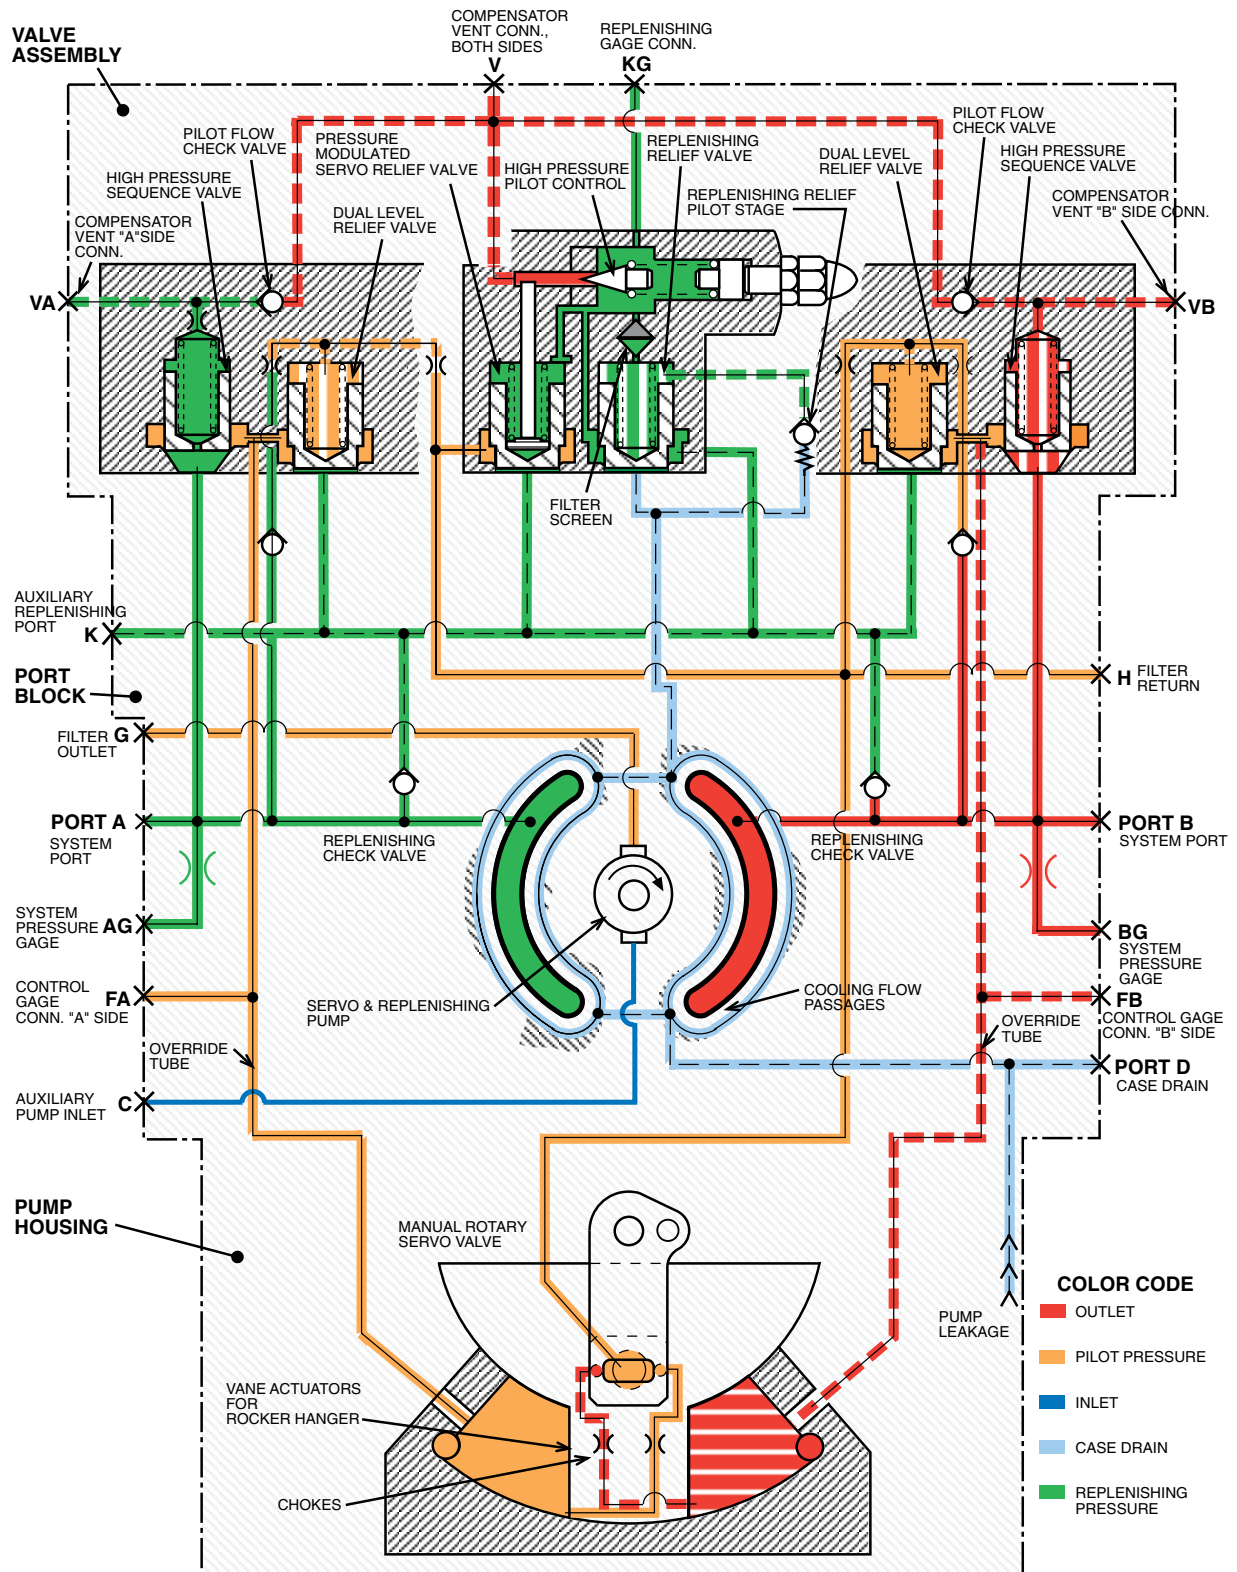 VALVE
ASSEMBLY
COMPENSATOR
VENT CONN.,
BOTH SIDES
V
REPLENISHING
GAGE CONN.
KG
PILOT FLOW
CHECK VALVE
PRESSURE
MODULATED
SERVO RELIEF VALVE
HIGH PRESSURE
PILOT CONTROL
REPLENISHING
RELIEF VALVE
DUAL LEVEL
RELIEF VALVE
PILOT FLOW
CHECK VALVE
HIGH PRESSURE
SEQUENCE VALVE
HIGH PRESSURE
SEQUENCE VALVE
DUAL LEVEL
RELIEF VALVE
REPLENISHING RELIEF
PILOT STAGE
COMPENSATOR
VENT "B" SIDE CONN.
COMPENSATOR
VENT "A"SIDE
CONN.
VA
VB
FILTER
SCREEN
AUXILIARY
REPLENISHING
PORT
K
PORT
BLOCK
H FILTER
RETURN
FILTER G
OUTLET
PORT A
SYSTEM
PORT
REPLENISHING
CHECK VALVE
REPLENISHING
CHECK VALVE
PORT B
SYSTEM PORT
SYSTEM
PRESSURE
GAGE
AG
BG
SYSTEM
PRESSURE
GAGE
CONTROL
GAGE
CONN. "A" SIDE
FA
SERVO & REPLENISHING
PUMP
COOLING FLOW
PASSAGES
FB
CONTROL GAGE
CONN. "B" SIDE
OVERRIDE
TUBE
OVERRIDE
TUBE
PORT D
CASE DRAIN
AUXILIARY
PUMP INLET
C
PUMP
HOUSING
MANUAL ROTARY
SERVO VALVE
PUMP
LEAKAGE
VANE ACTUATORS
FOR
ROCKER HANGER
CHOKES
COLOR CODE
OUTLET
PILOT PRESSURE
INLET
CASE DRAIN
REPLENISHING
PRESSURE